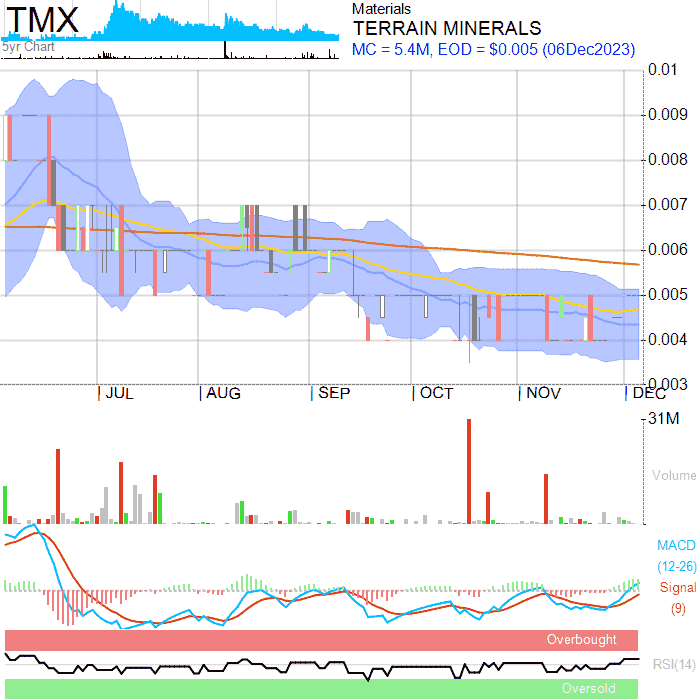 TMX
5yr Chart
Materials
TERRAIN MINERALS
MC = 5.4M, EOD = $0.005 (06Dec2023)
0.01
0.009
0.008
0.007
0.006
0.005
0.004
0.003
JUL AUG SEP OCT NOV DEC
31M
Volume
MACD
(12-26)
Signal
(9)
Overbought
RSI(14)
Oversold